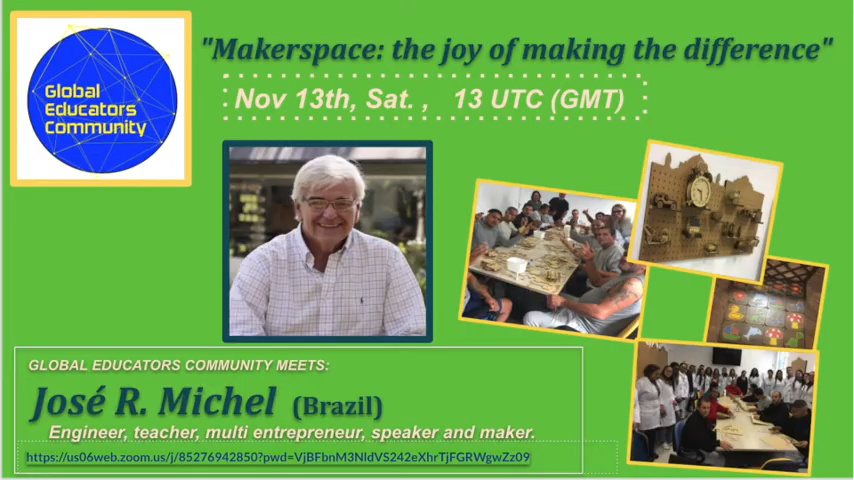 Global
Educators
Community
"Makerspace: the joy of making the difference"
Nov 13th, Sat. , 13 UTC (GMT)
GLOBAL EDUCATORS COMMUNITY MEETS:
José R. Michel (Brazil)
Engineer, teacher, multi entrepreneur, speaker and maker.
https://us06web.zoom.us/j/85276942850?pwd=VjBFbnM3NldVS242eXhrTjFGRWgwZz09